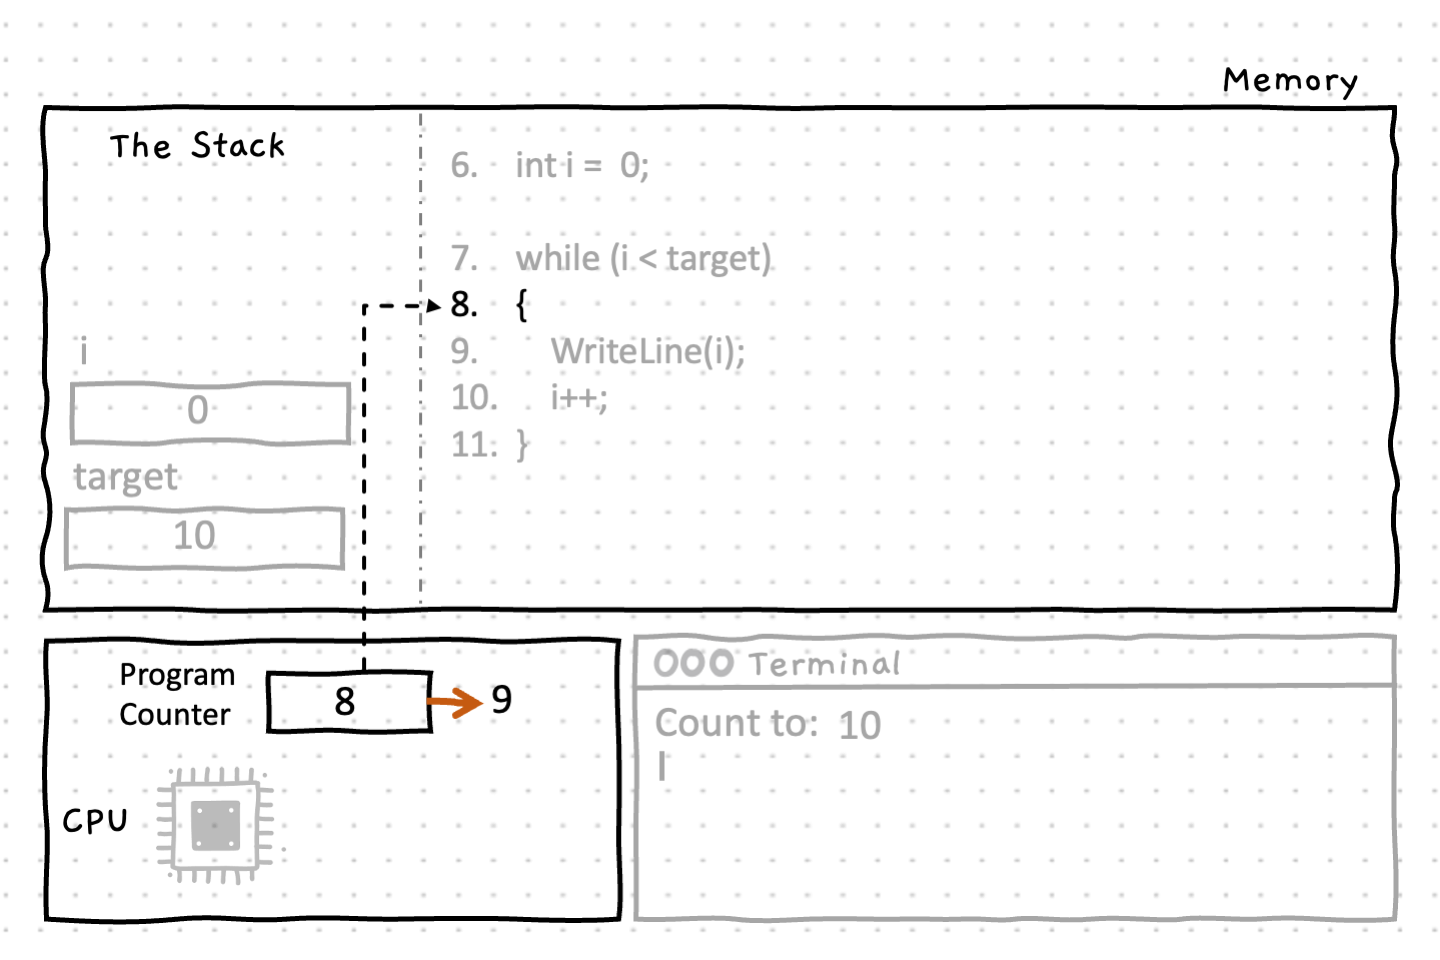 Memory
The Stack
6. int i = 0;
7. while (i < target)
8. {
9. WriteLine(i);
10. i++;
11. }
i
0
target
10
Program
Counter
8
9
CPU
Terminal
Count to: 10